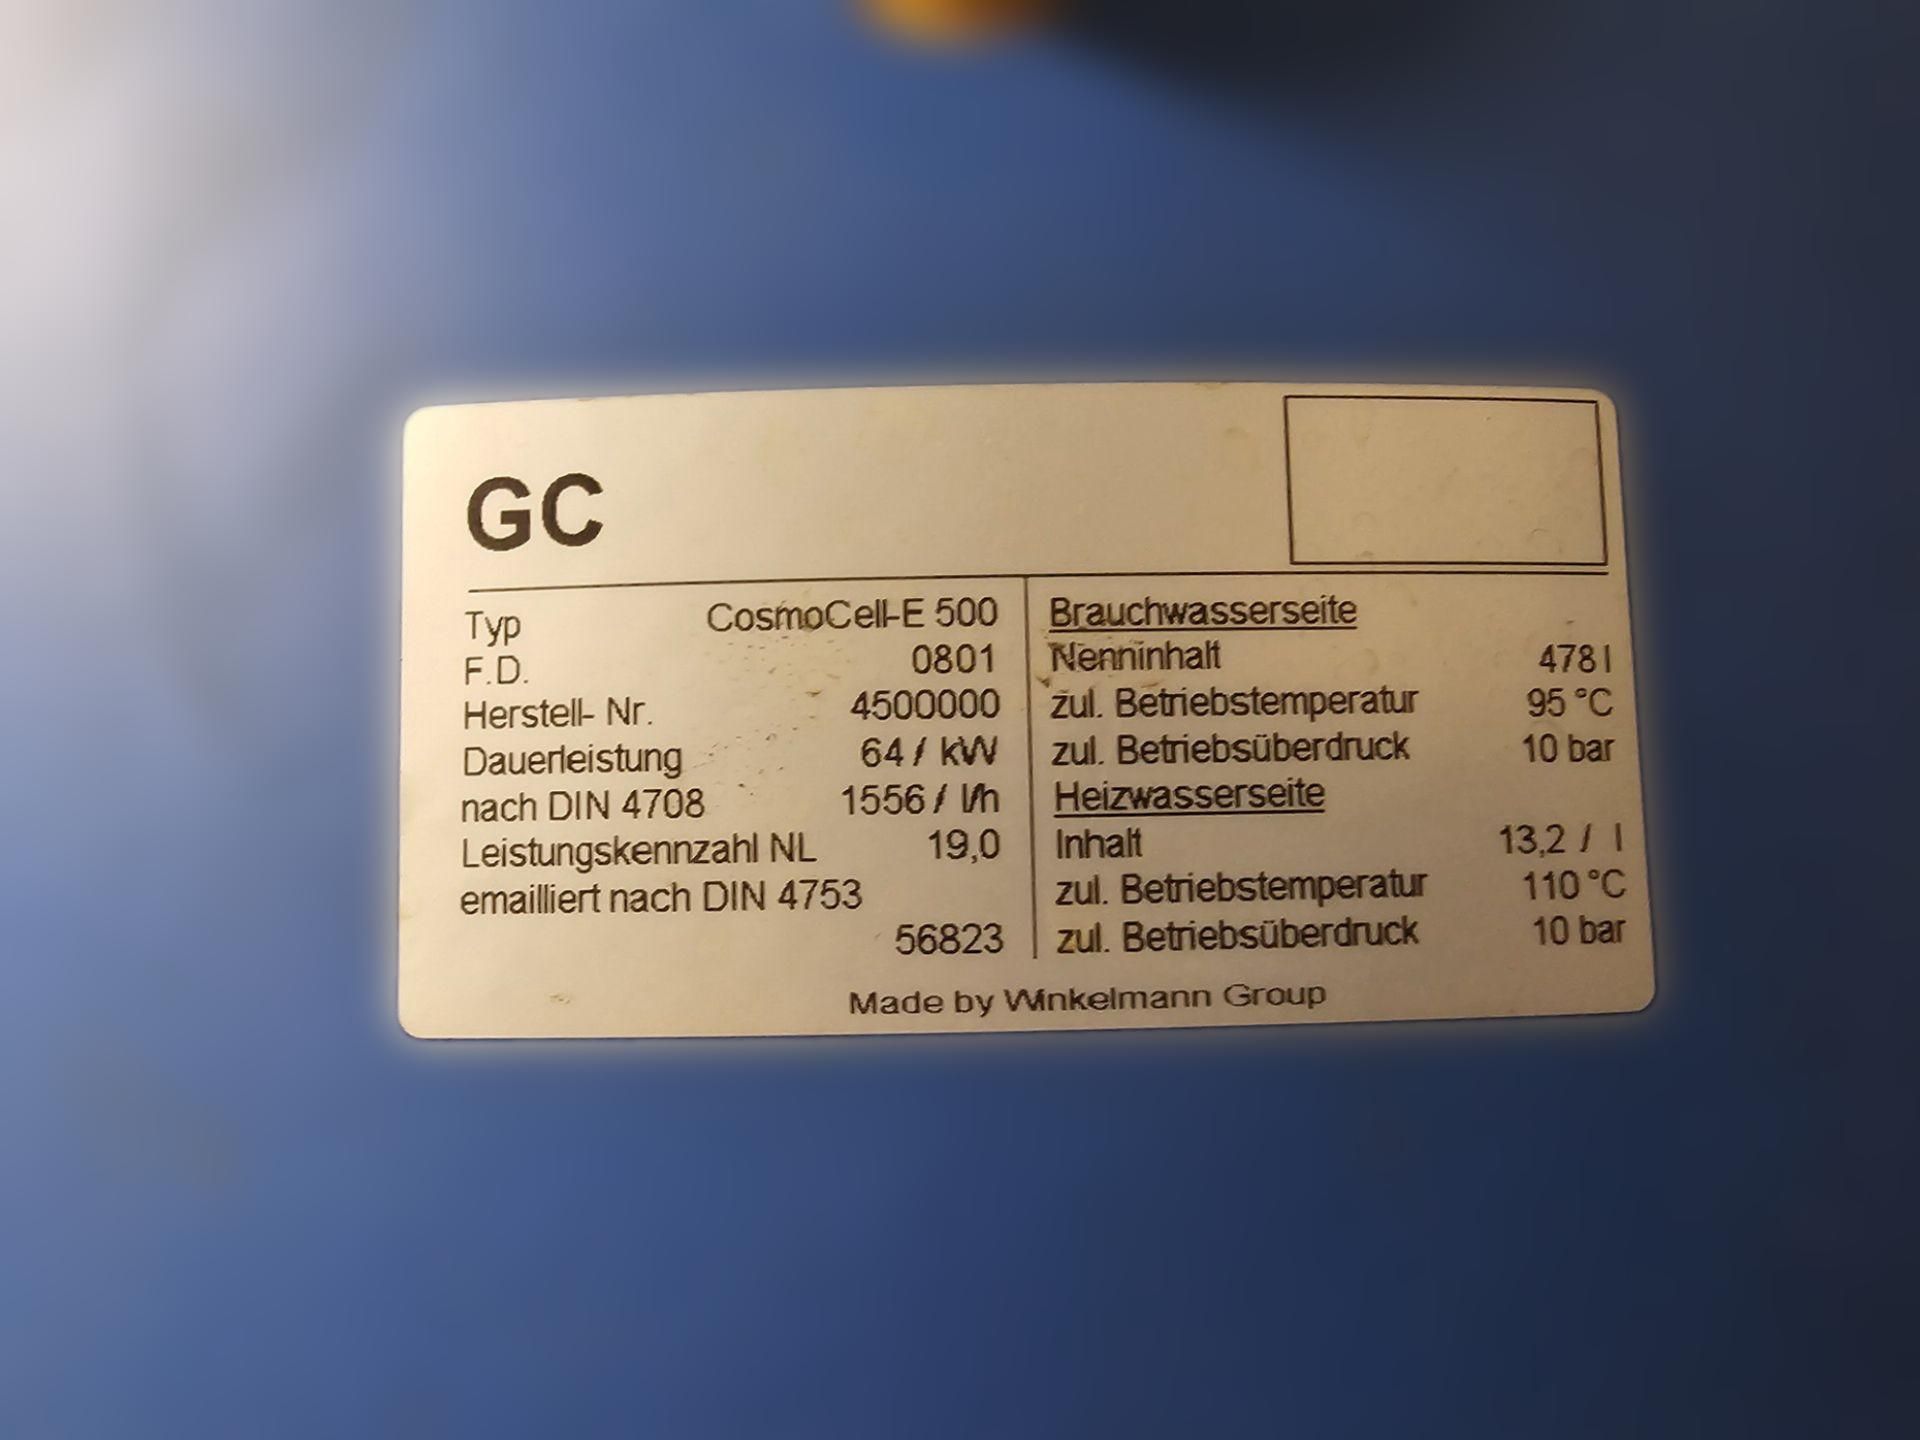 GC
Typ CosmoCell-E 500
F.D. 0801
Herstell- Nr. 4500000
Dauerleistung 64 / kW
nach DIN 4708 1556 / l/h
Leistungskennzahl NL 19,0
emailliert nach DIN 4753
56823
Brauchwasserseite
Nenninhalt 478 l
zul. Betriebstemperatur 95 °C
zul. Betriebsüberdruck 10 bar
Heizwasserseite
Inhalt 13,2 / l
zul. Betriebstemperatur 110 °C
zul. Betriebsüberdruck 10 bar
Made by Winkelmann Group